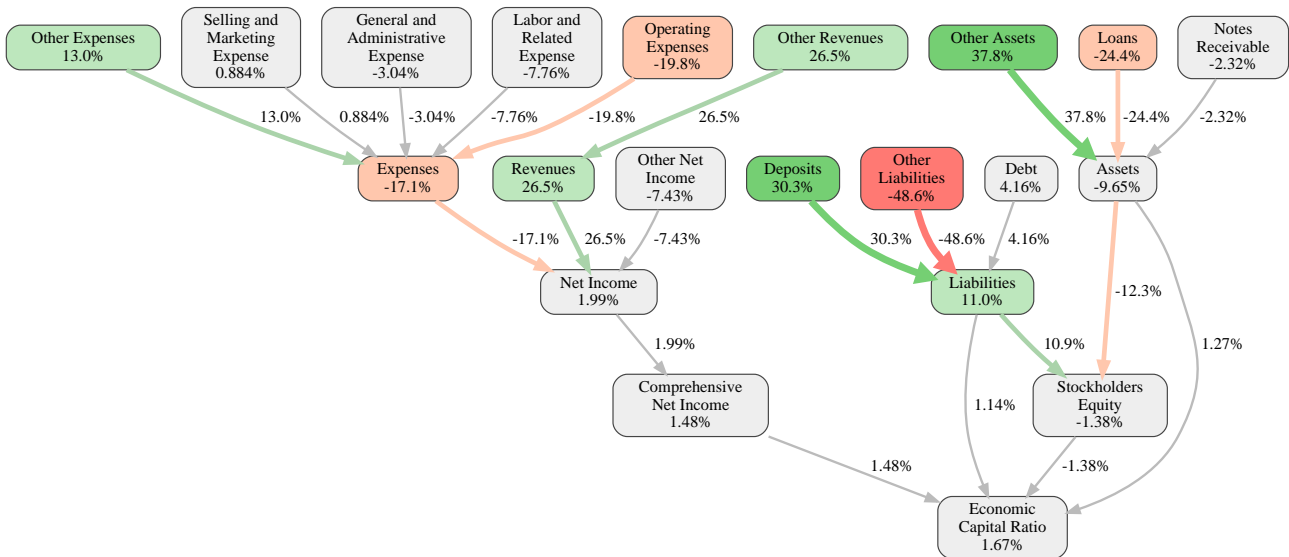 Other Expenses
13.0%
Selling and
Marketing
Expense
0.884%
General and
Administrative
Expense
-3.04%
Labor and
Related
Expense
-7.76%
Operating
Expenses
-19.8%
Other Revenues
26.5%
Other Assets
37.8%
Loans
-24.4%
Notes
Receivable
-2.32%
13.0%
0.884%
-3.04%
-7.76%
-19.8%
26.5%
37.8%
-24.4%
-2.32%
Expenses
-17.1%
Revenues
26.5%
Other Net
Income
-7.43%
Deposits
30.3%
Other
Liabilities
-48.6%
Debt
4.16%
Assets
-9.65%
-17.1%
26.5%
-7.43%
30.3%
-48.6%
4.16%
Net Income
1.99%
Liabilities
11.0%
-12.3%
1.99%
10.9%
1.27%
Comprehensive
Net Income
1.48%
1.14%
Stockholders
Equity
-1.38%
1.48%
-1.38%
Economic
Capital Ratio
1.67%